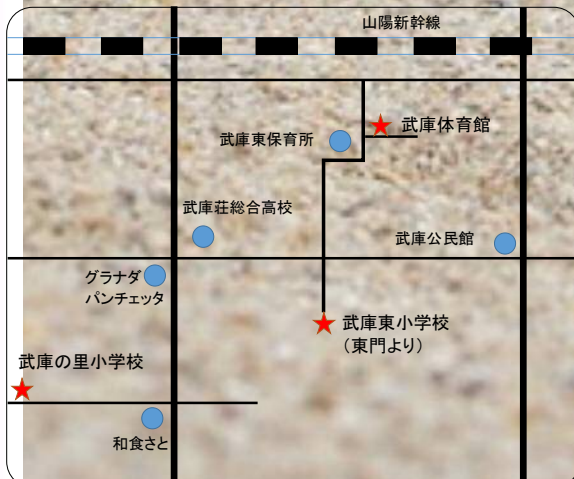 山陽新幹線
武庫体育館
武庫東保育所
武庫荘総合高校
武庫公民館
グラナダ
パンチェッタ
武庫東小学校
（東門より）
武庫の里小学校
和食さと